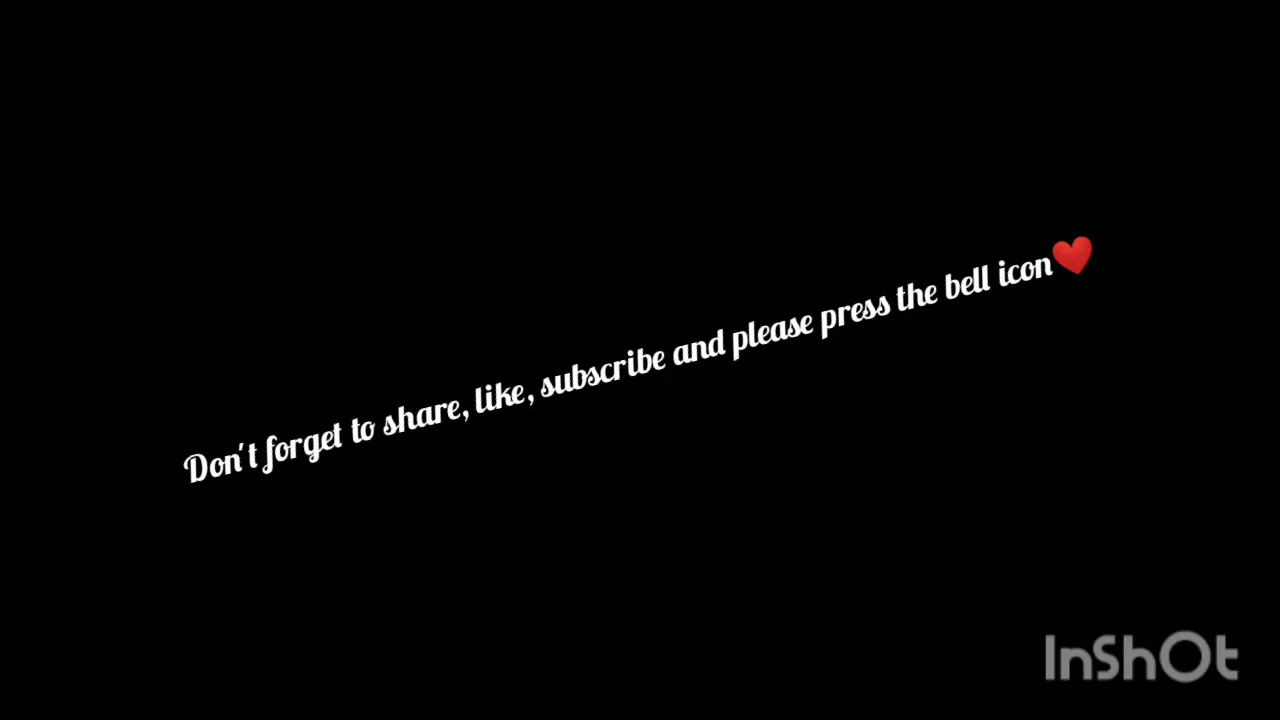 Don't forget to share, like, subscribe and please press the bell icon❤️
InShOt